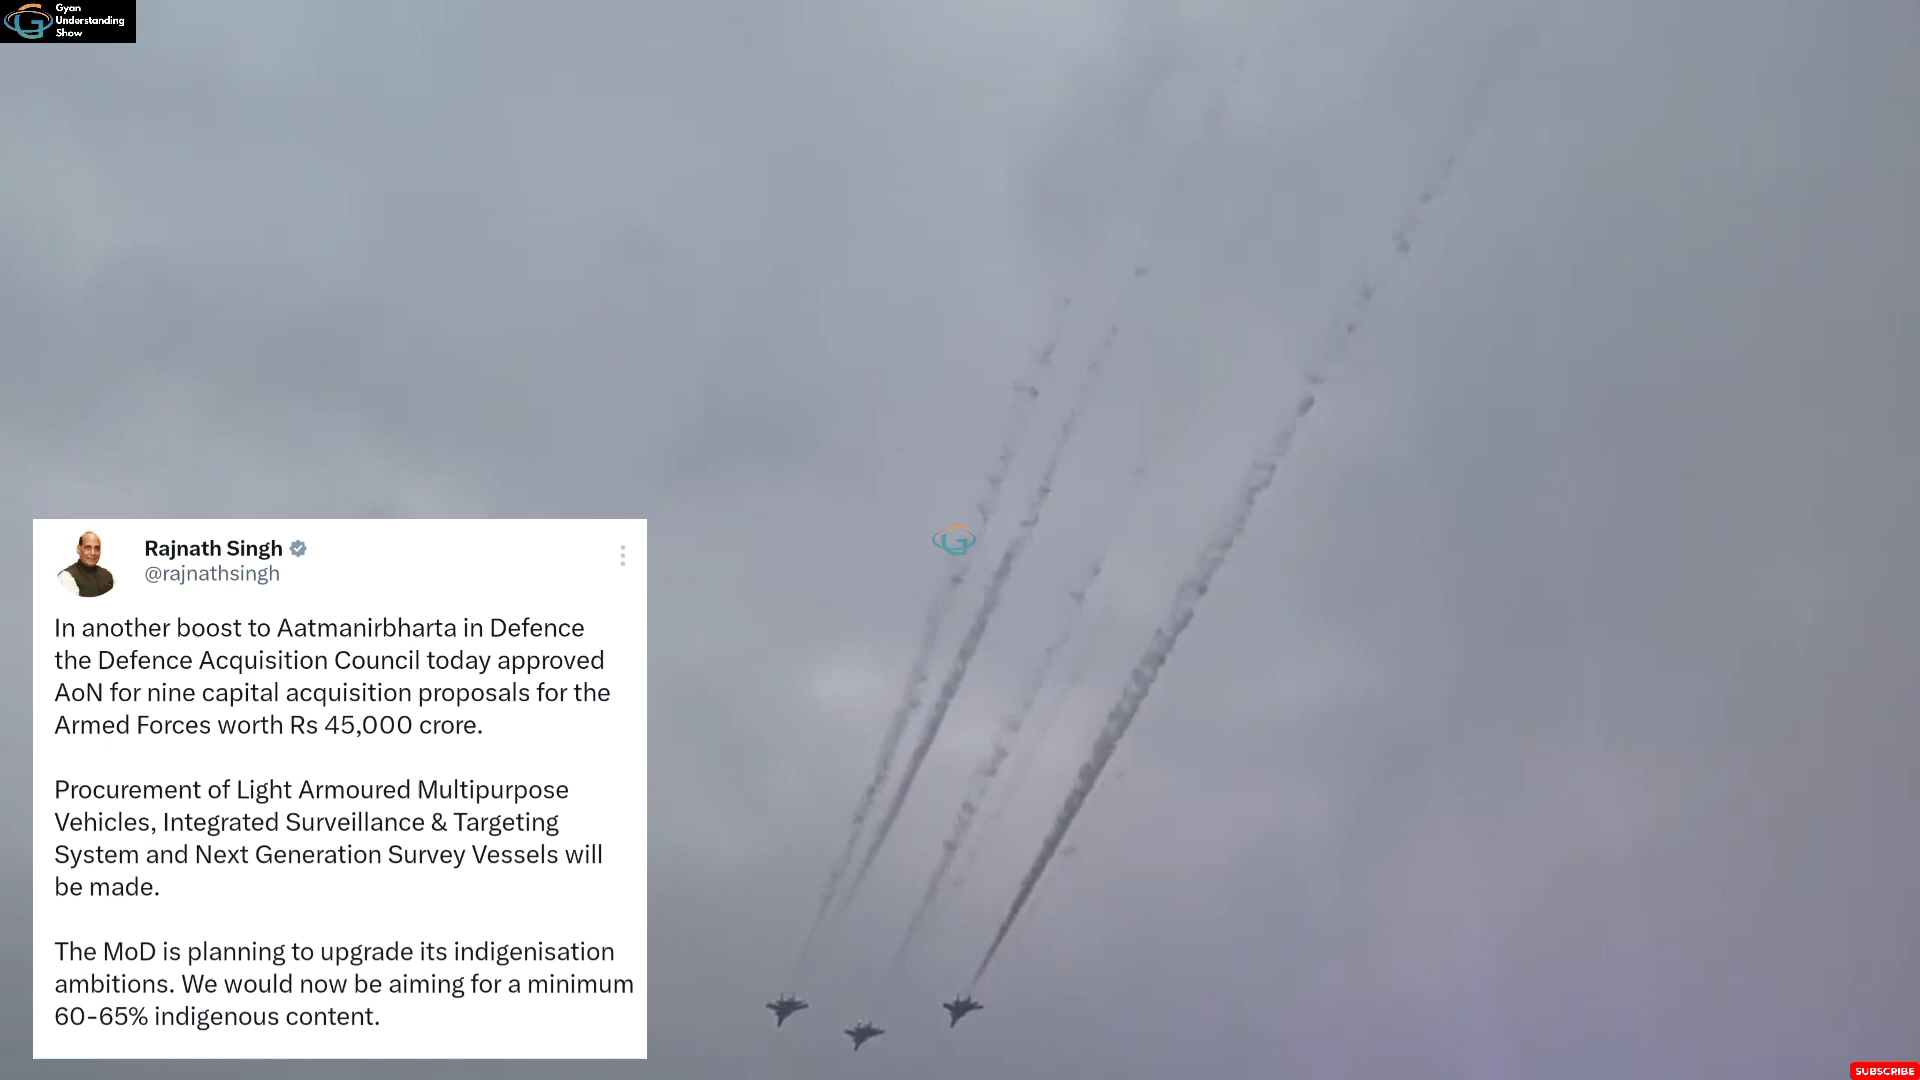 Gyan
Understanding
Show
Rajnath Singh
@rajnathsingh
In another boost to Aatmanirbharta in Defence
the Defence Acquisition Council today approved
AoN for nine capital acquisition proposals for the
Armed Forces worth Rs 45,000 crore.
Procurement of Light Armoured Multipurpose
Vehicles, Integrated Surveillance & Targeting
System and Next Generation Survey Vessels will
be made.
The MoD is planning to upgrade its indigenisation
ambitions. We would now be aiming for a minimum
60-65% indigenous content.
SUBSCRIBE